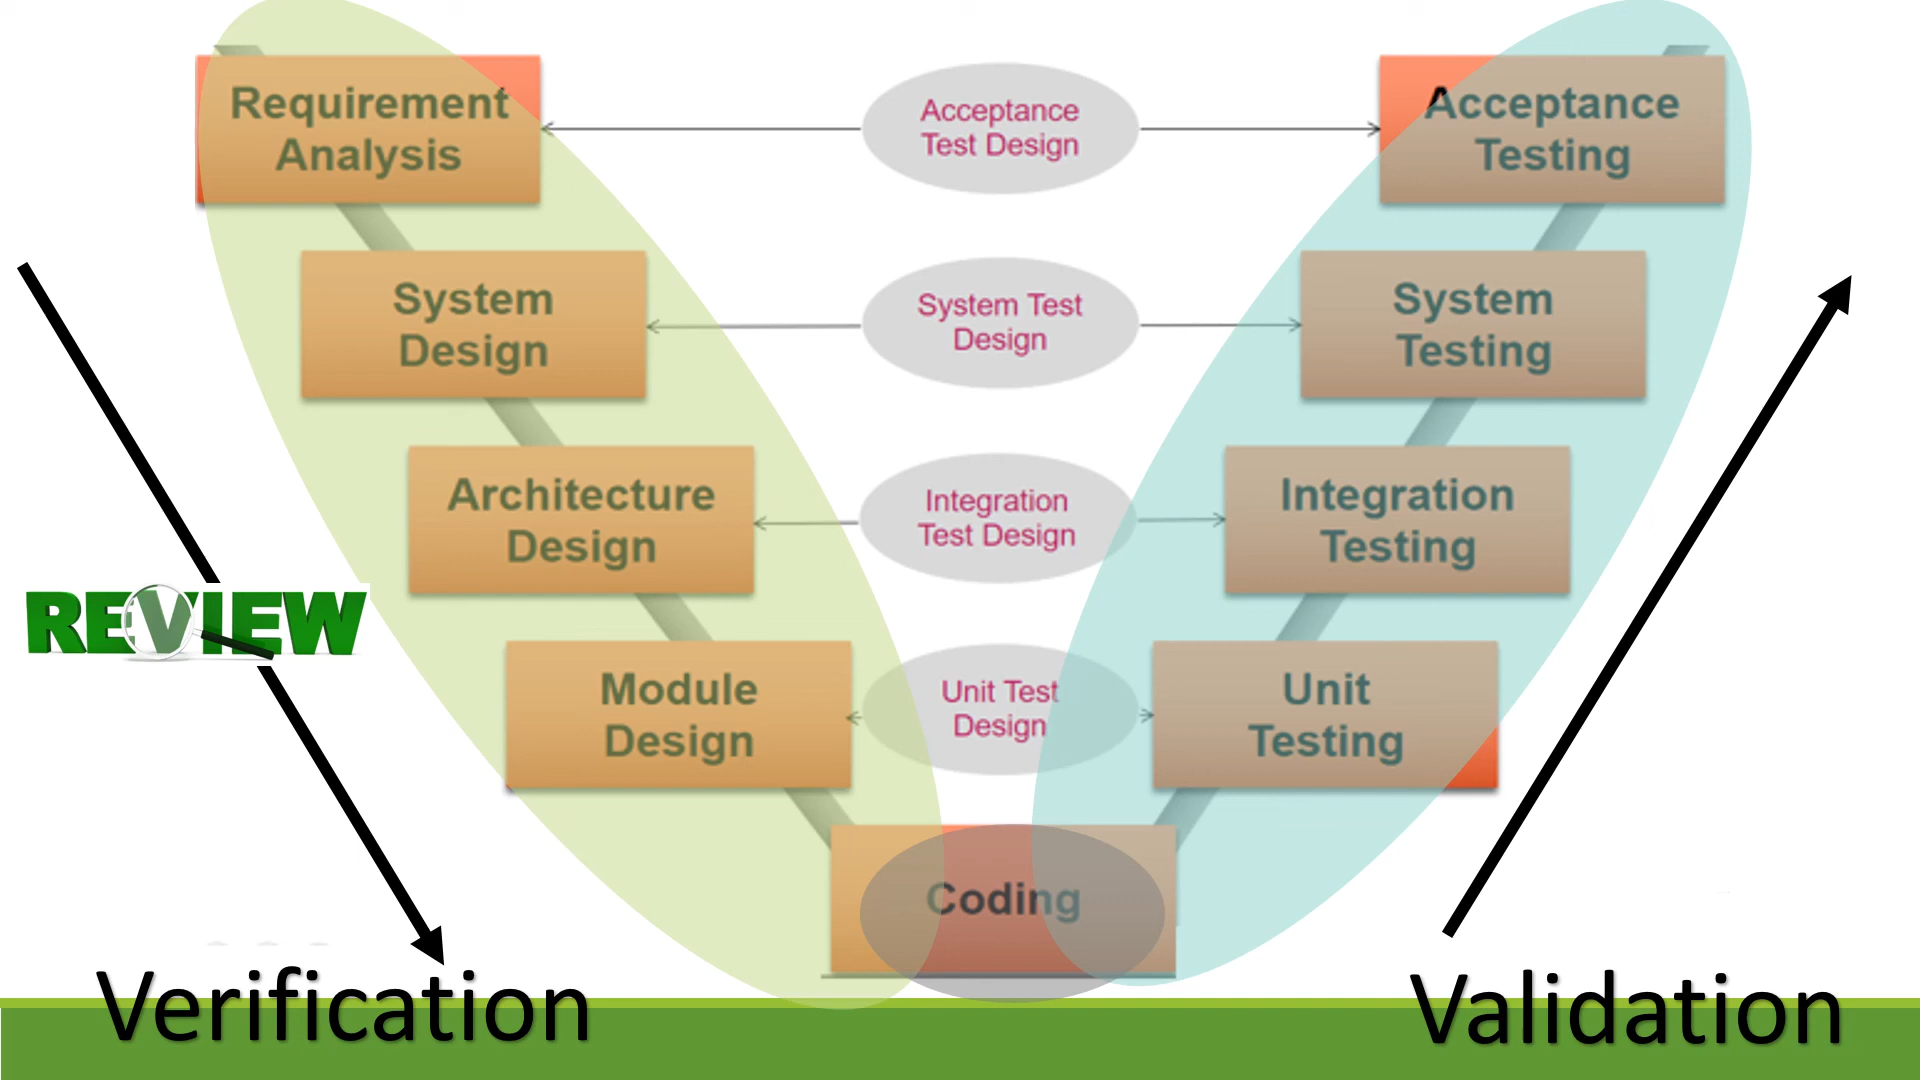 Requirement
Analysis
Acceptance
Test Design
Acceptance
Testing
System
Design
System Test
Design
System
Testing
Architecture
Design
Integration
Test Design
Integration
Testing
REVIEW
Module
Design
Unit Test
Design
Unit
Testing
Coding
Verification
Validation